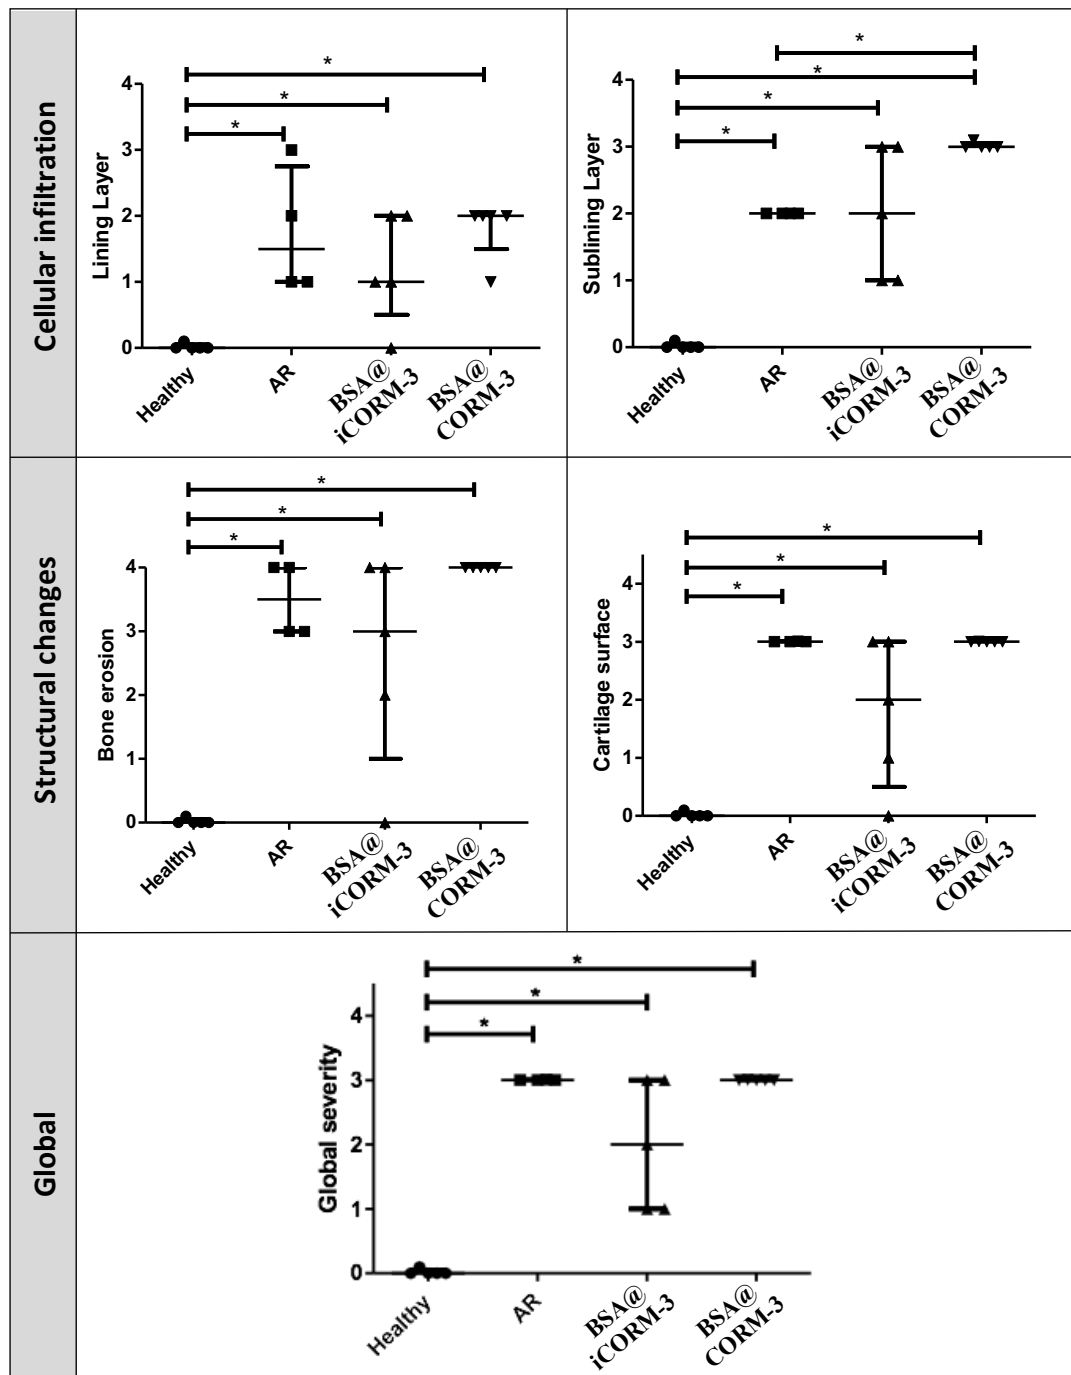 Cellular infiltration
Lining Layer
4
3
2
1
0
*
*
*
Healthy
AR
BSA@
iCORM-3
BSA@
CORM-3
Sublining Layer
4
3
2
1
0
*
*
*
*
Healthy
AR
BSA@
iCORM-3
BSA@
CORM-3
Structural changes
Bone erosion
4
3
2
1
0
*
*
*
Healthy
AR
BSA@
iCORM-3
BSA@
CORM-3
Cartilage surface
4
3
2
1
0
*
*
*
Healthy
AR
BSA@
iCORM-3
BSA@
CORM-3
Global
Global severity
4
3
2
1
0
*
*
*
Healthy
AR
BSA@
iCORM-3
BSA@
CORM-3